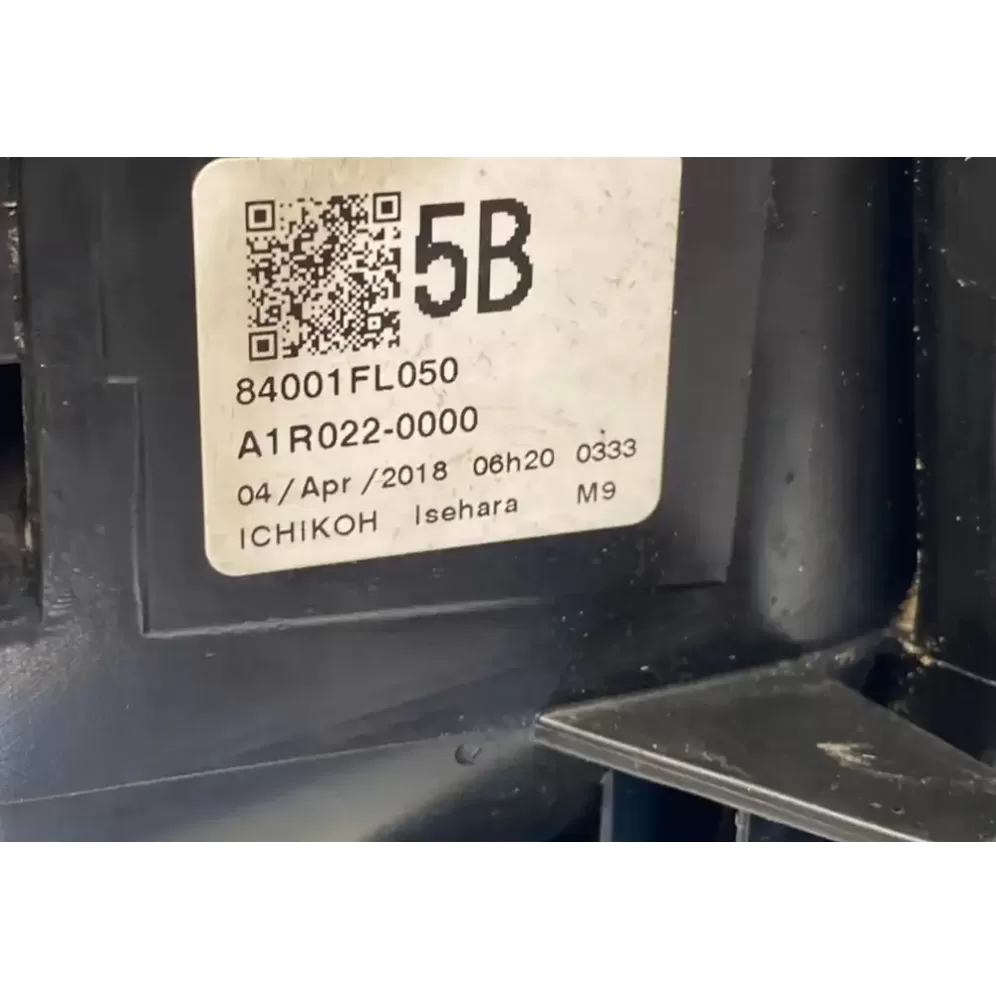 5B
84001FL050
A1R022-0000
04/Apr/2018 06h20 0333
ICHIKOH Isehara M9